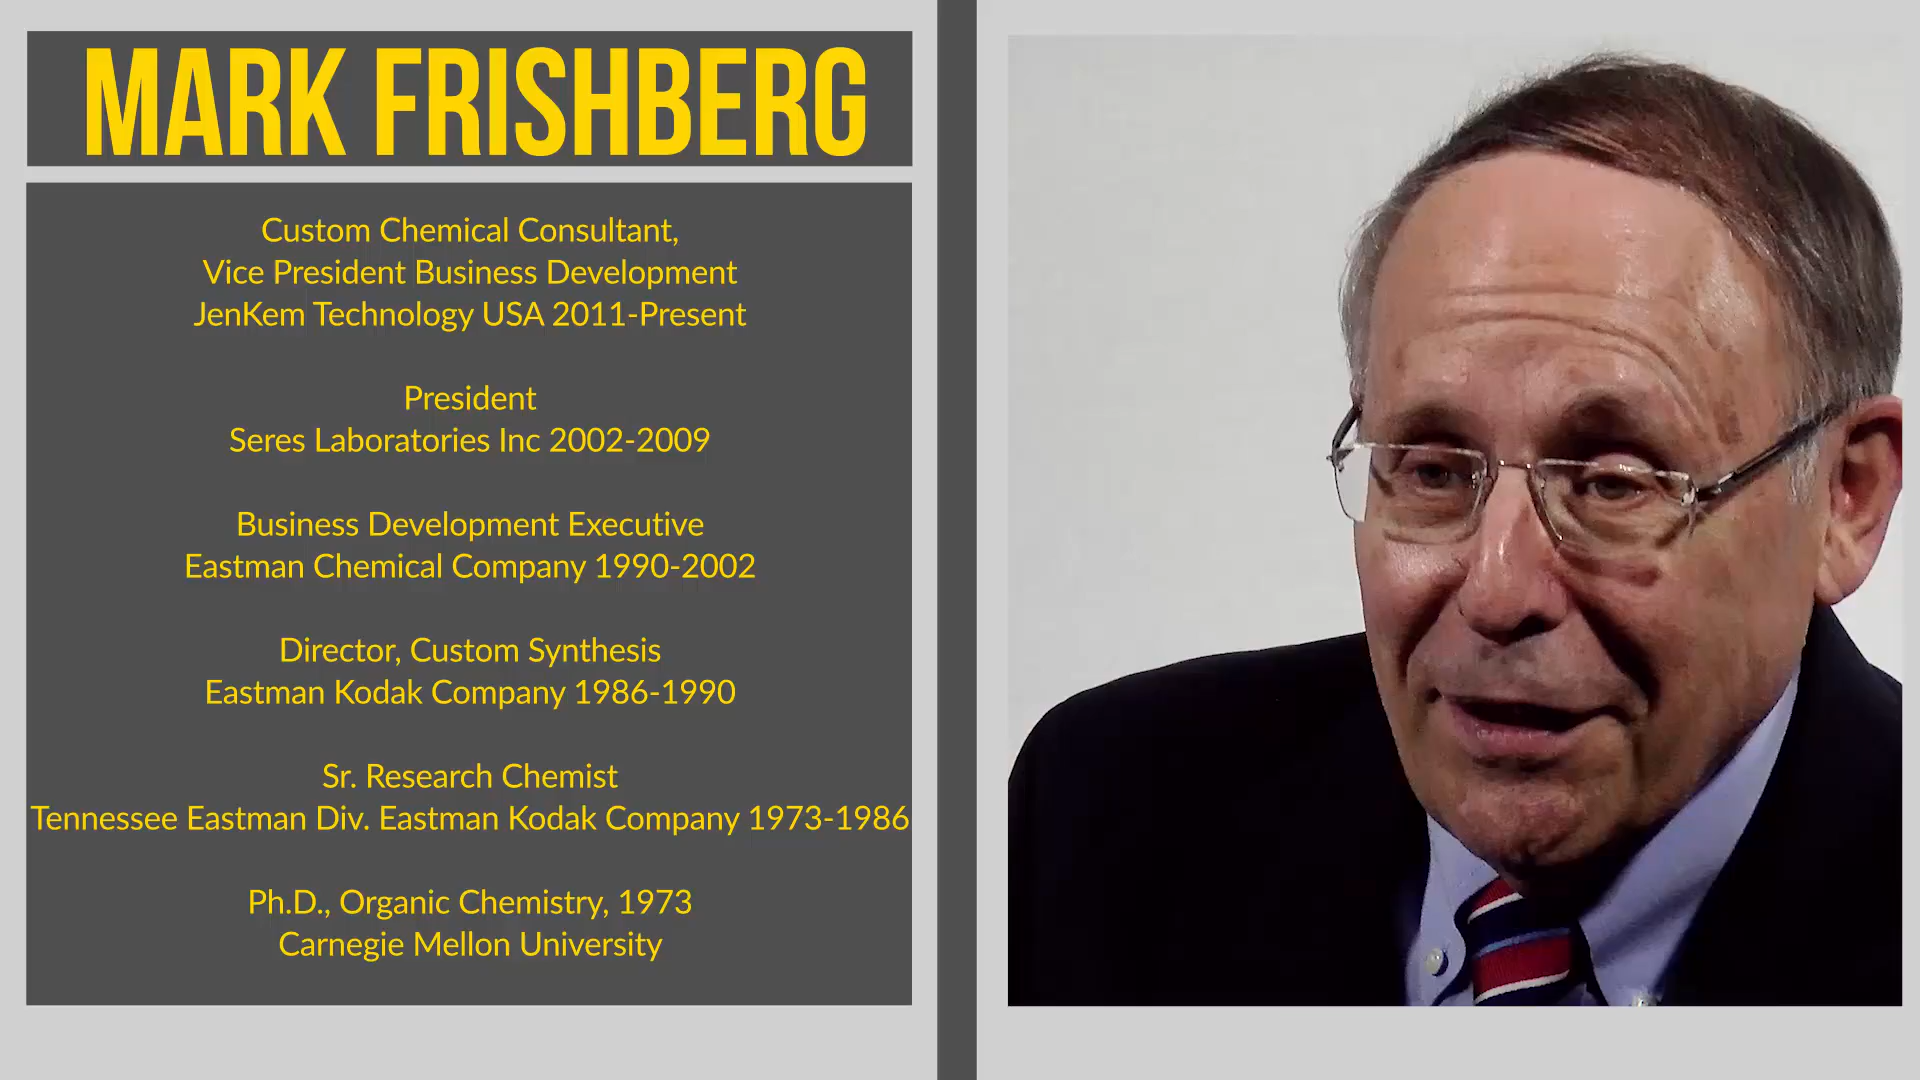 MARK FRISHBERG
Custom Chemical Consultant,
Vice President Business Development
JenKem Technology USA 2011-Present
President
Seres Laboratories Inc 2002-2009
Business Development Executive
Eastman Chemical Company 1990-2002
Director, Custom Synthesis
Eastman Kodak Company 1986-1990
Sr. Research Chemist
Tennessee Eastman Div. Eastman Kodak Company 1973-1986
Ph.D., Organic Chemistry, 1973
Carnegie Mellon University